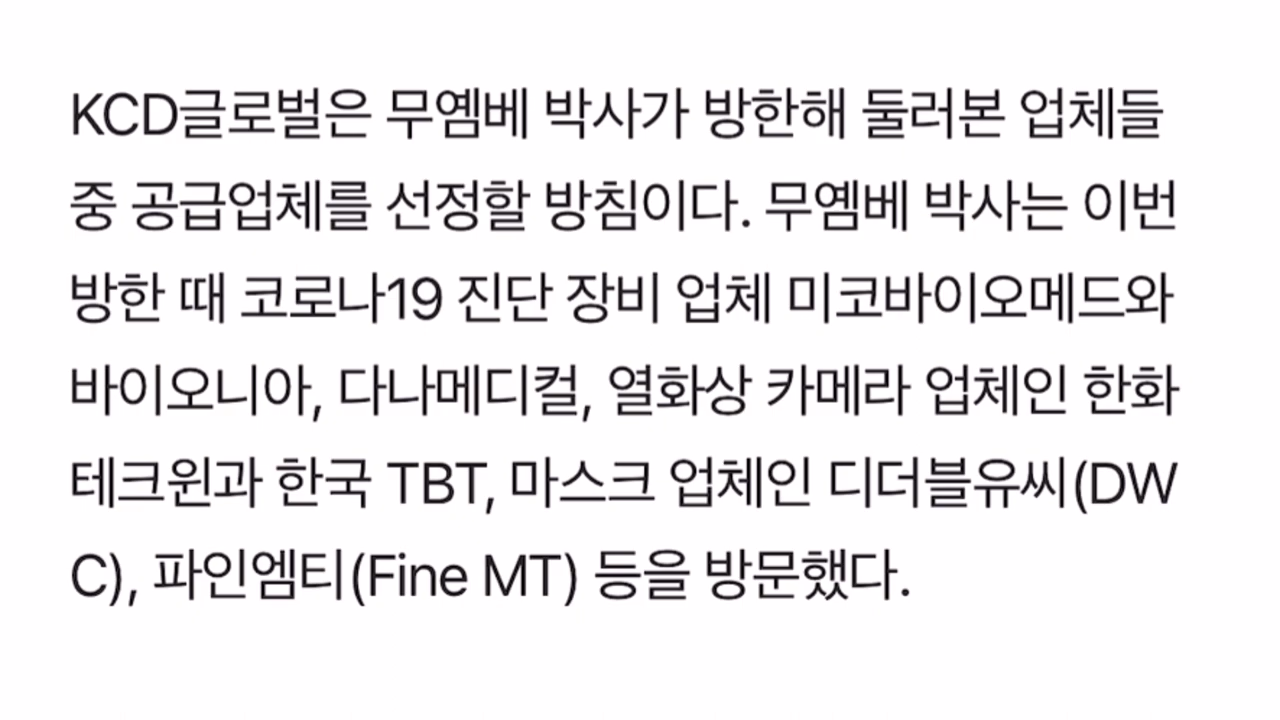 KCD글로벌은 무옘베 박사가 방한해 둘러본 업체들
중 공급업체를 선정할 방침이다. 무옘베 박사는 이번
방한 때 코로나19 진단 장비 업체 미코바이오메드와
바이오니아, 다나메디컬, 열화상 카메라 업체인 한화
테크윈과 한국 TBT, 마스크 업체인 디더블유씨(DW
C), 파인엠티(Fine MT) 등을 방문했다.